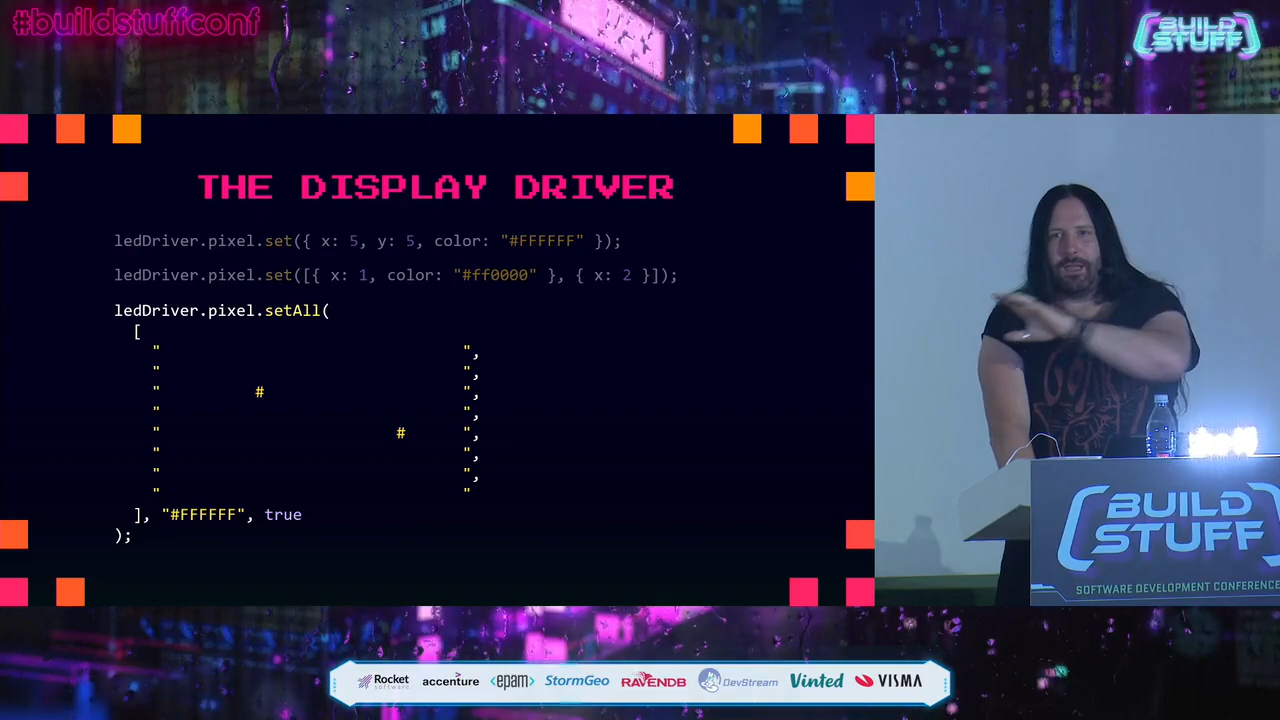 #buildstuffconf
BUILD
STUFF
THE DISPLAY DRIVER
ledDriver.pixel.set({ x: 5, y: 5, color: "#FFFFFF" });
ledDriver.pixel.set([{ x: 1, color: "#ff0000" }, { x: 2 }]);
ledDriver.pixel.setAll(
  [
    "                                 ",
    "                                 ",
    "          #                      ",
    "                                 ",
    "                         #       ",
    "                                 ",
    "                                 ",
    "                                 "
  ], "#FFFFFF", true
);
BUILD
STUFF
SOFTWARE DEVELOPMENT CONFERENCE
Rocket
software
accenture
<epam>
StormGeo
RAVENDB
DevStream
Vinted
VISMA